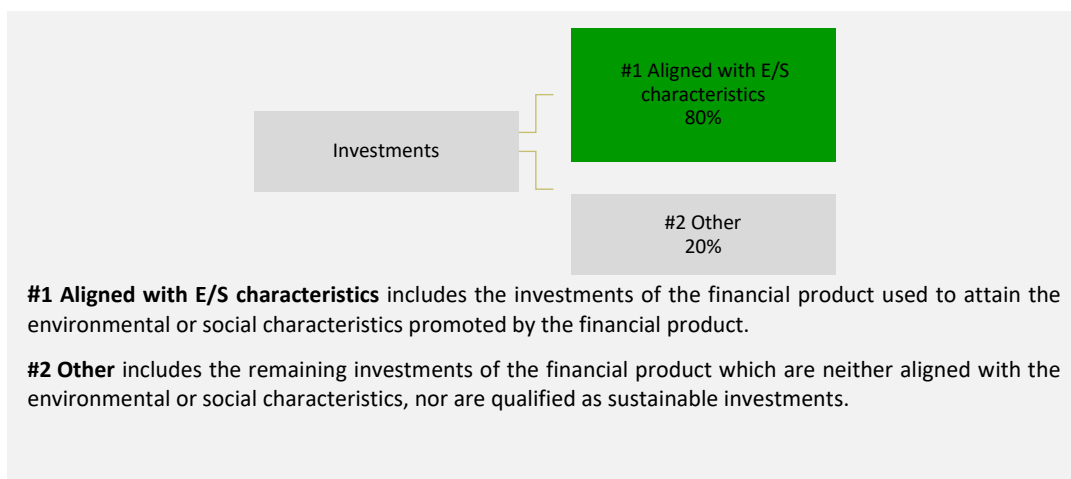 #1 Aligned with E/S
characteristics
80%
Investments
#2 Other
20%
#1 Aligned with E/S characteristics includes the investments of the financial product used to attain the
environmental or social characteristics promoted by the financial product.
#2 Other includes the remaining investments of the financial product which are neither aligned with the
environmental or social characteristics, nor are qualified as sustainable investments.